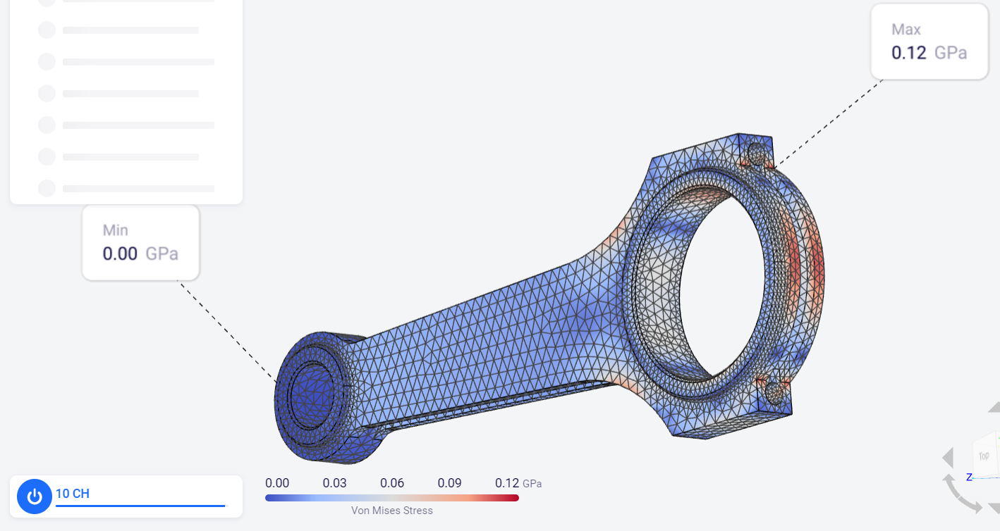 Max
0.12 GPa
Min
0.00 GPa
10 CH
0.00 0.03 0.06 0.09 0.12 GPa
Von Mises Stress
TOP
Z